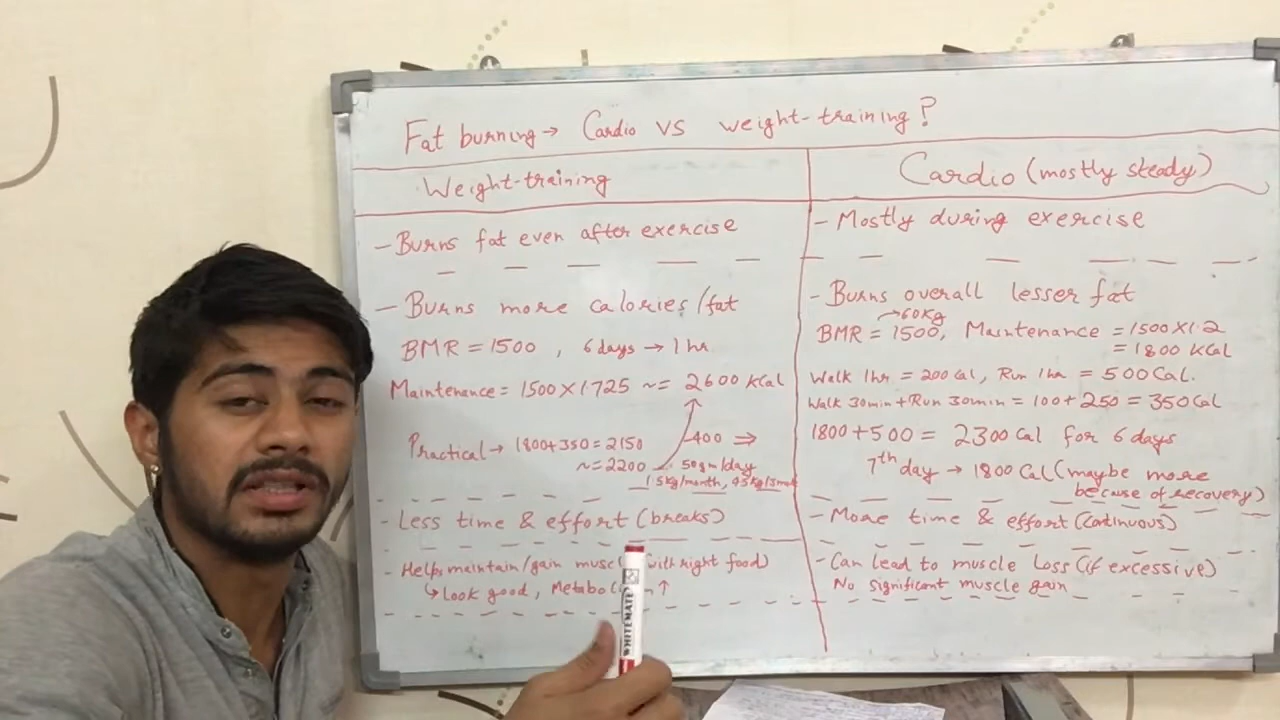 Fat burning → Cardio vs weight-training?
Weight-training
- Burns fat even after exercise
- Burns more calories/fat
BMR = 1500 , 6 days → 1 hr
Maintenance = 1500 X 1.725 ~= 2600 KCal
Practical → 1800+350 = 2150
~= 2200
400 ⇒
50gm/day
1.5kg/month, 4.5kg/3mon
- Less time & effort (breaks)
- Helps maintain/gain with right food)
↳ Look good, ↑
Cardio (mostly steady)
- Mostly during exercise
- Burns overall lesser fat
→60Kg
BMR = 1500, Maintenance = 1500 X 1.2
= 1800 KCal
Walk 1hr = 200 Cal, Run 1hr = 500 Cal.
Walk 30min + Run 30min = 100 + 250 = 350 Cal
1800 + 500 = 2300 Cal for 6 days
7th day → 1800 Cal (maybe more
because of recovery)
- More time & effort (Continuous)
- Can lead to muscle Loss (if excessive)
No significant muscle gain
WHITEMATE